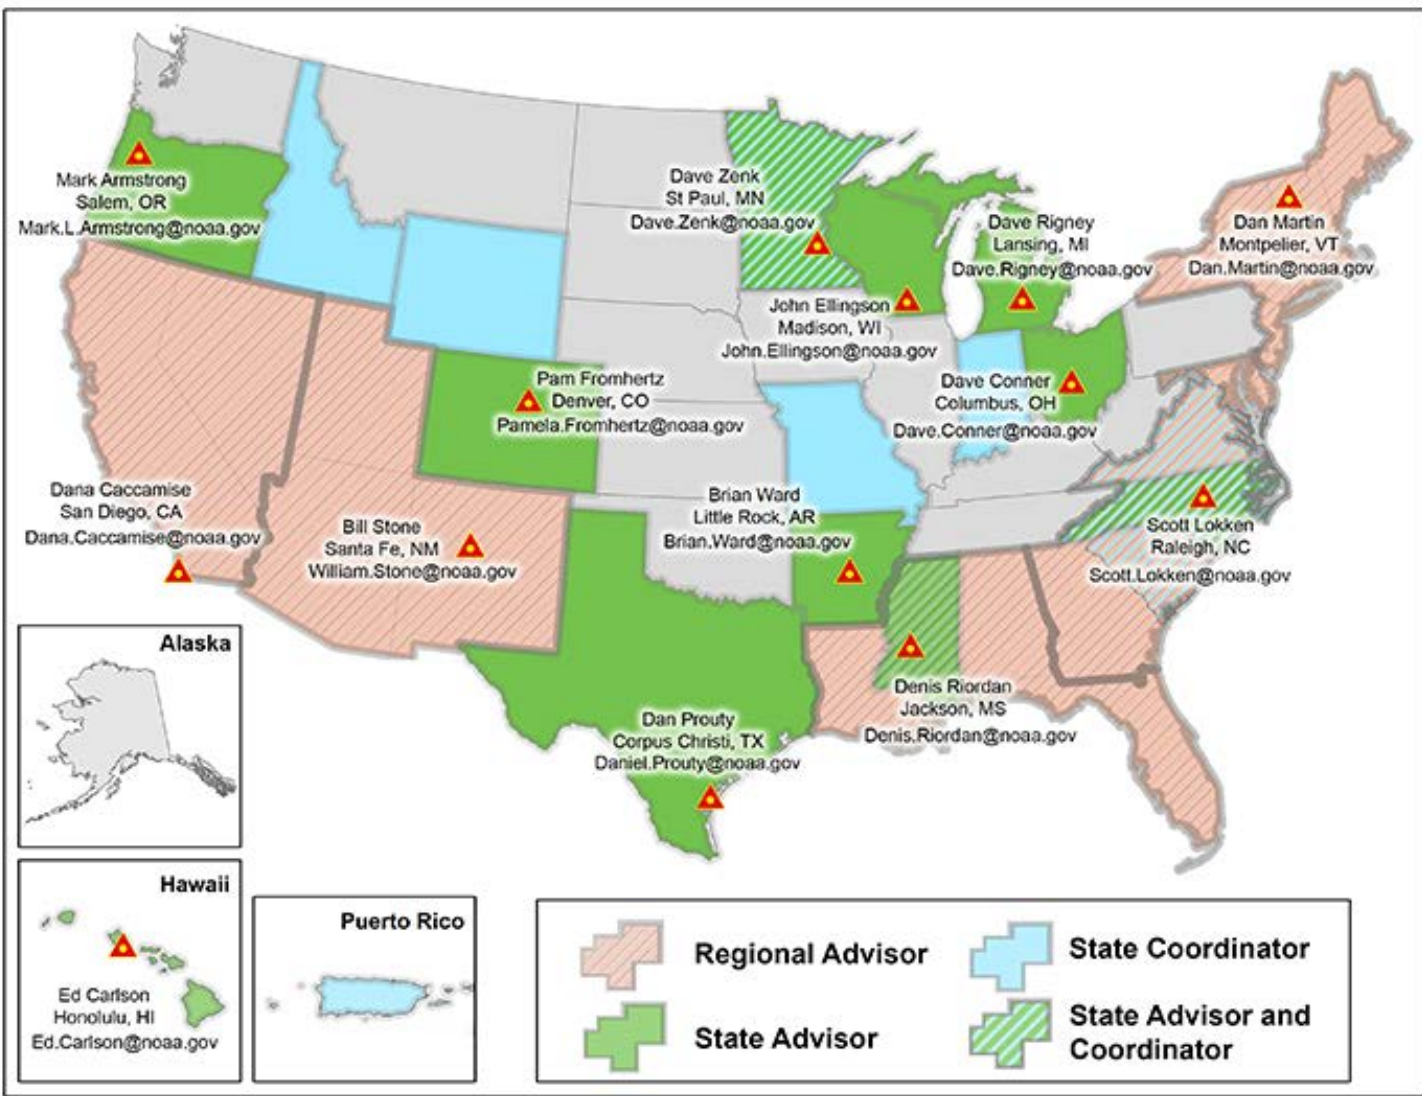 Mark Armstrong
Salem, OR
Mark.L.Armstrong@noaa.gov
Dave Zenk
St Paul, MN
Dave.Zenk@noaa.gov
Dave Rigney
Lansing, MI
Dave.Rigney@noaa.gov
Dan Martin
Montpelier, VT
Dan.Martin@noaa.gov
John Ellingson
Madison, WI
John.Ellingson@noaa.gov
Pam Fromhertz
Denver, CO
Pamela.Fromhertz@noaa.gov
Dave Conner
Columbus, OH
Dave.Conner@noaa.gov
Dana Caccamise
San Diego, CA
Dana.Caccamise@noaa.gov
Bill Stone
Santa Fe, NM
William.Stone@noaa.gov
Brian Ward
Little Rock, AR
Brian.Ward@noaa.gov
Scott Lokken
Raleigh, NC
Scott.Lokken@noaa.gov
Denis Riordan
Jackson, MS
Denis.Riordan@noaa.gov
Dan Prouty
Corpus Christi, TX
Daniel.Prouty@noaa.gov
Alaska
Hawaii
Ed Carlson
Honolulu, HI
Ed.Carlson@noaa.gov
Puerto Rico
Regional Advisor
State Advisor
State Coordinator
State Advisor and
Coordinator